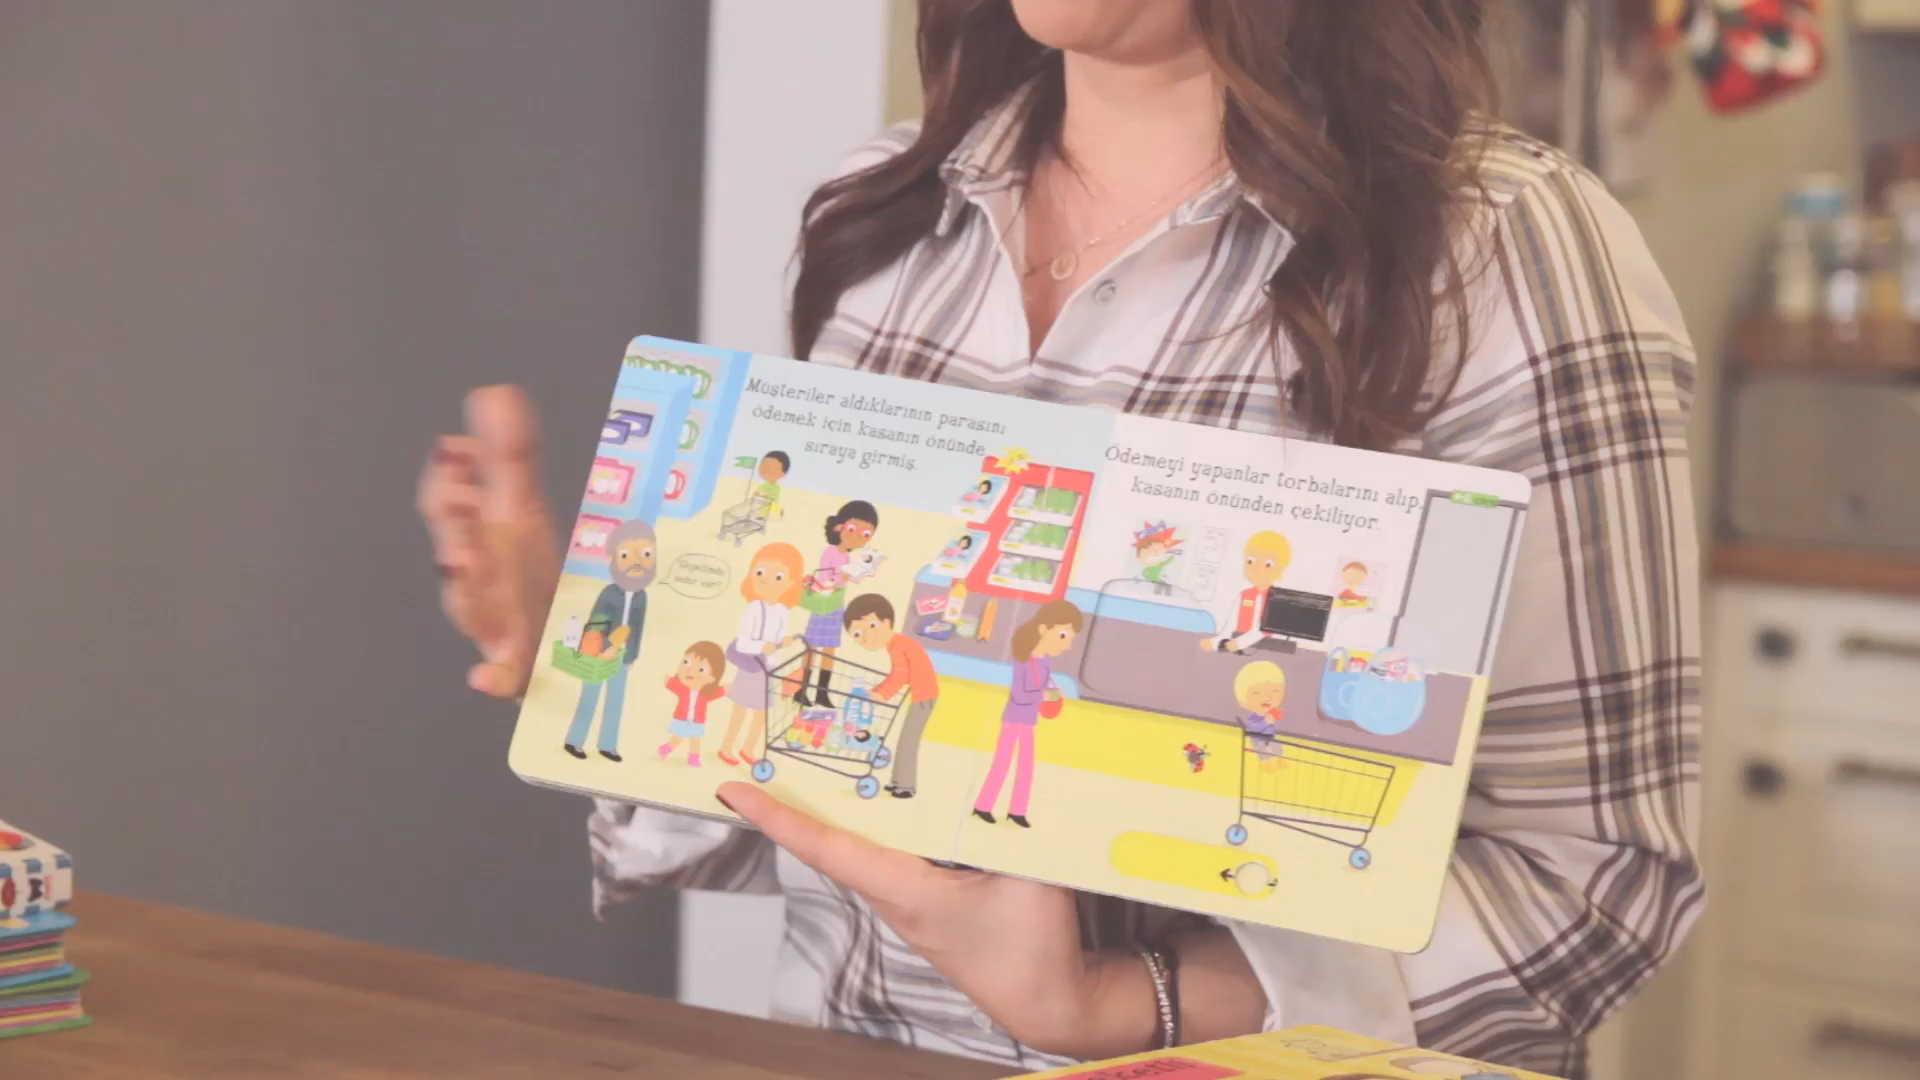 Müşteriler aldıklarının parasını
ödemek için kasanın önünde
sıraya girmiş.
Ödemeyi yapanlar torbalarını alıp,
kasanın önünden çekiliyor.